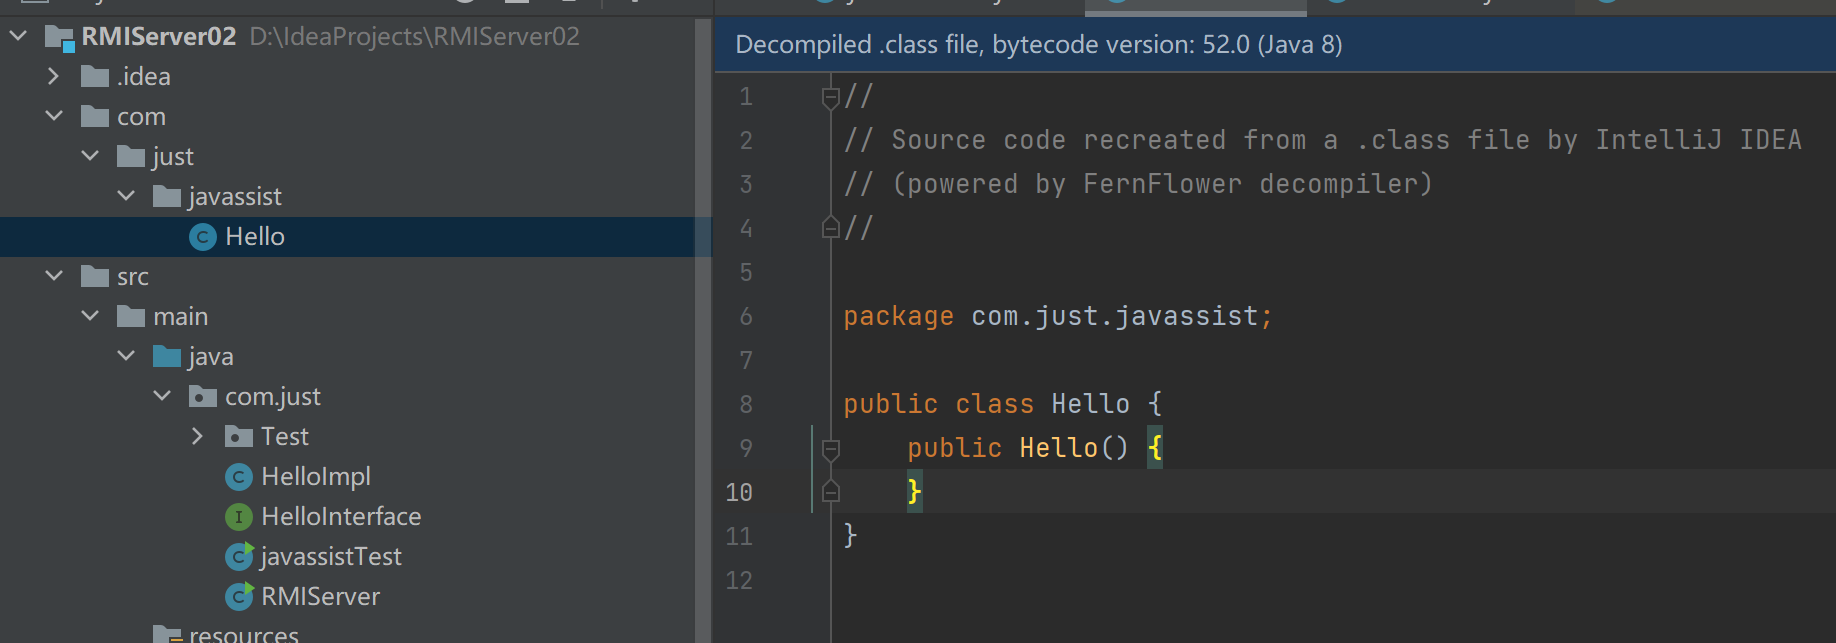 RMIServer02 D:\IdeaProjects\RMIServer02
.idea
com
just
javassist
Hello
src
main
java
com.just
Test
HelloImpl
HelloInterface
javassistTest
RMIServer
resources
Decompiled .class file, bytecode version: 52.0 (Java 8)
1 //
2 // Source code recreated from a .class file by IntelliJ IDEA
3 // (powered by FernFlower decompiler)
4 //
5
6 package com.just.javassist;
7
8 public class Hello {
9 public Hello() {
10 }
11 }
12